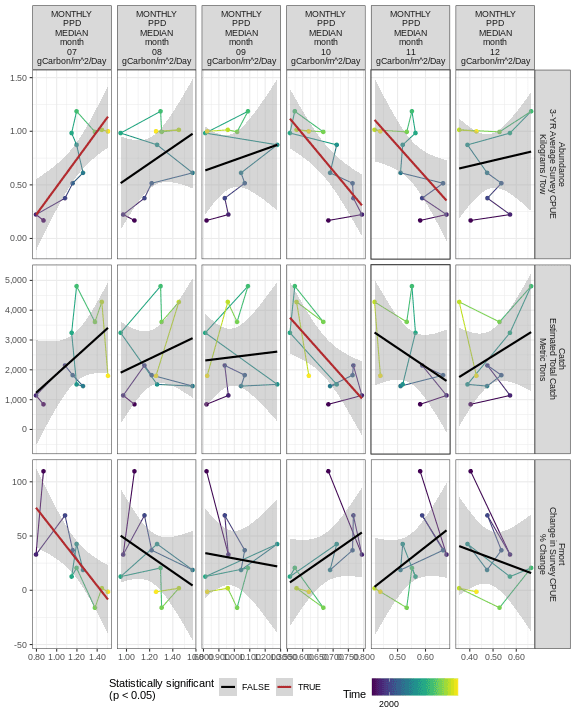 MONTHLY MONTHLY MONTHLY MONTHLY MONTHLY MONTHLY
PPD PPD PPD PPD PPD PPD
MEDIAN MEDIAN MEDIAN MEDIAN MEDIAN MEDIAN
month month month month month month
07 08 09 10 11 12
gCarbon/m^2/Day gCarbon/m^2/Day gCarbon/m^2/Day gCarbon/m^2/Day gCarbon/m^2/Day gCarbon/m^2/Day
1.50
1.00
0.50
0.00
Abundance
3-YR Average Survey CPUE
Kilograms / Tow
5,000
4,000
3,000
2,000
1,000
0
Catch
Estimated Total Catch
Metric Tons
100
50
0
-50
Fmort
Change in Survey CPUE
% Change
0.80 1.00 1.20 1.40
1.00 1.20 1.40
0.50 0.60
0.40 0.50 0.60
Statistically significant
(p < 0.05)
FALSE
TRUE
Time
2000